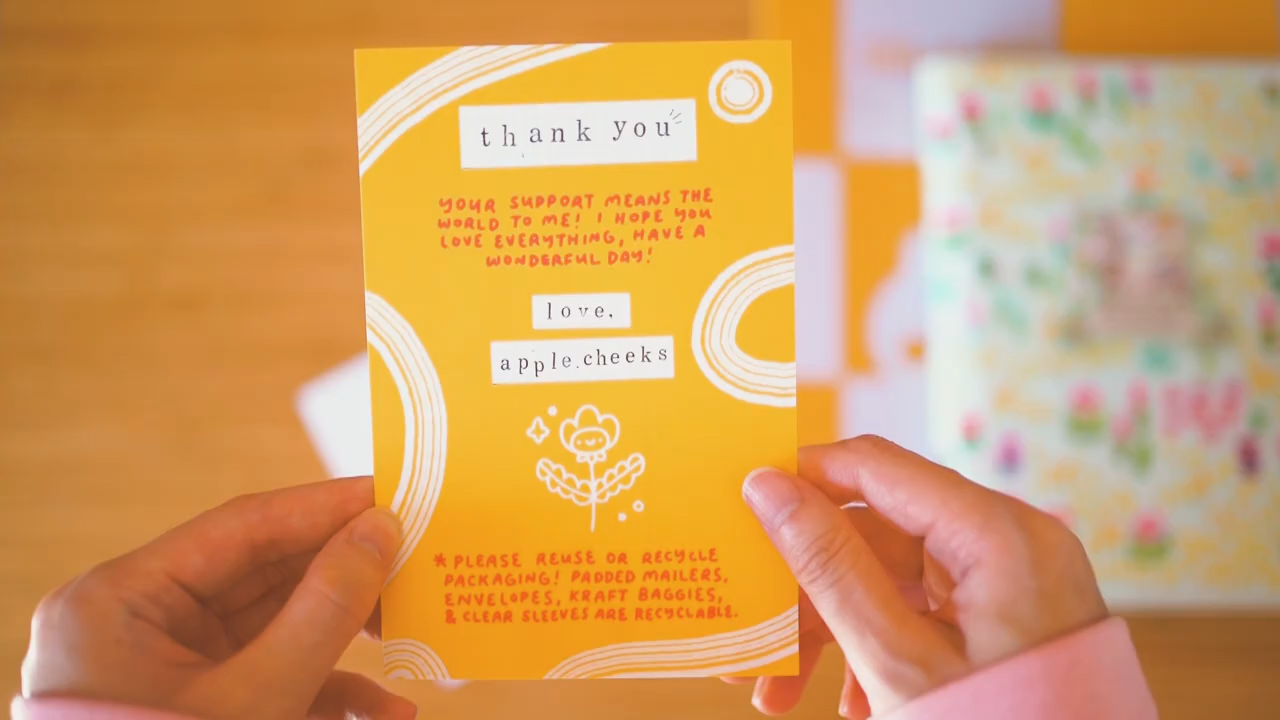 thank you
YOUR SUPPORT MEANS THE
WORLD TO ME! I HOPE YOU
LOVE EVERYTHING, HAVE A
WONDERFUL DAY!
love,
apple.cheeks
* PLEASE REUSE OR RECYCLE
PACKAGING! PADDED MAILERS,
ENVELOPES, KRAFT BAGGIES,
& CLEAR SLEEVES ARE RECYCLABLE.